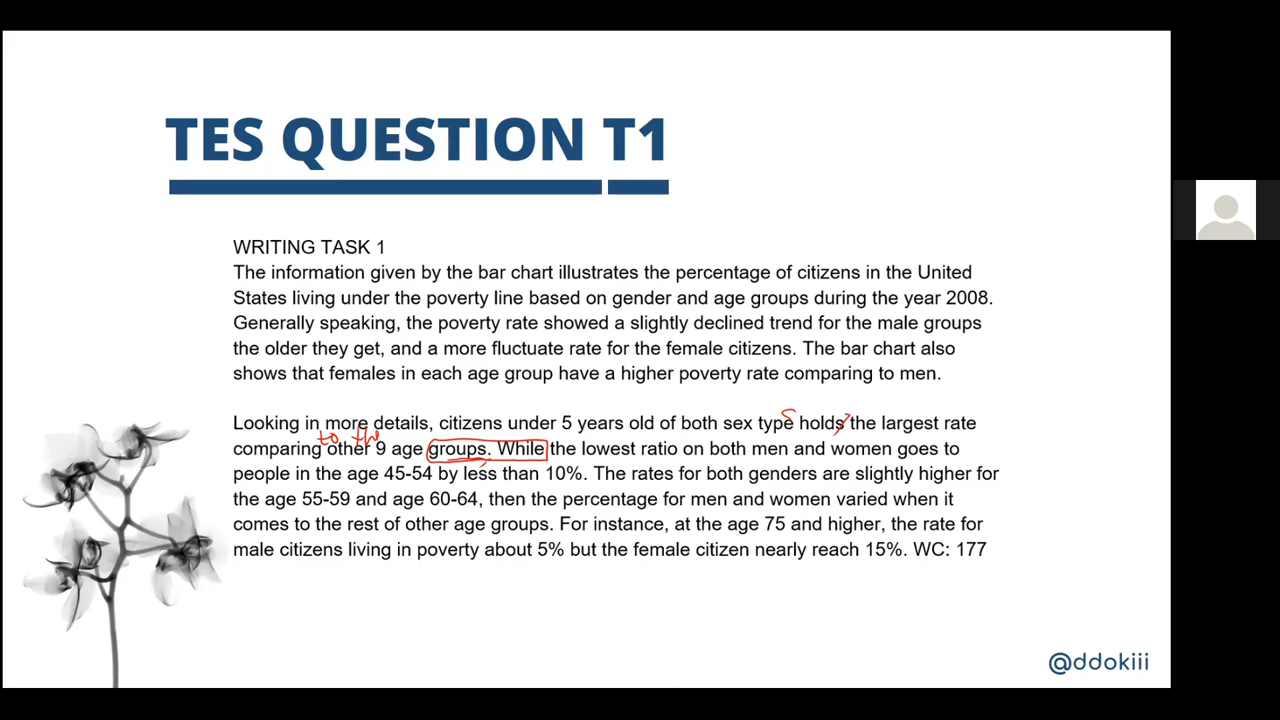 TES QUESTION T1
WRITING TASK 1
The information given by the bar chart illustrates the percentage of citizens in the United
States living under the poverty line based on gender and age groups during the year 2008.
Generally speaking, the poverty rate showed a slightly declined trend for the male groups
the older they get, and a more fluctuate rate for the female citizens. The bar chart also
shows that females in each age group have a higher poverty rate comparing to men.
Looking in more details, citizens under 5 years old of both sex type s holds the largest rate
to the
comparing other 9 age groups. While the lowest ratio on both men and women goes to
people in the age 45-54 by less than 10%. The rates for both genders are slightly higher for
the age 55-59 and age 60-64, then the percentage for men and women varied when it
comes to the rest of other age groups. For instance, at the age 75 and higher, the rate for
male citizens living in poverty about 5% but the female citizen nearly reach 15%. WC: 177
@ddokiii